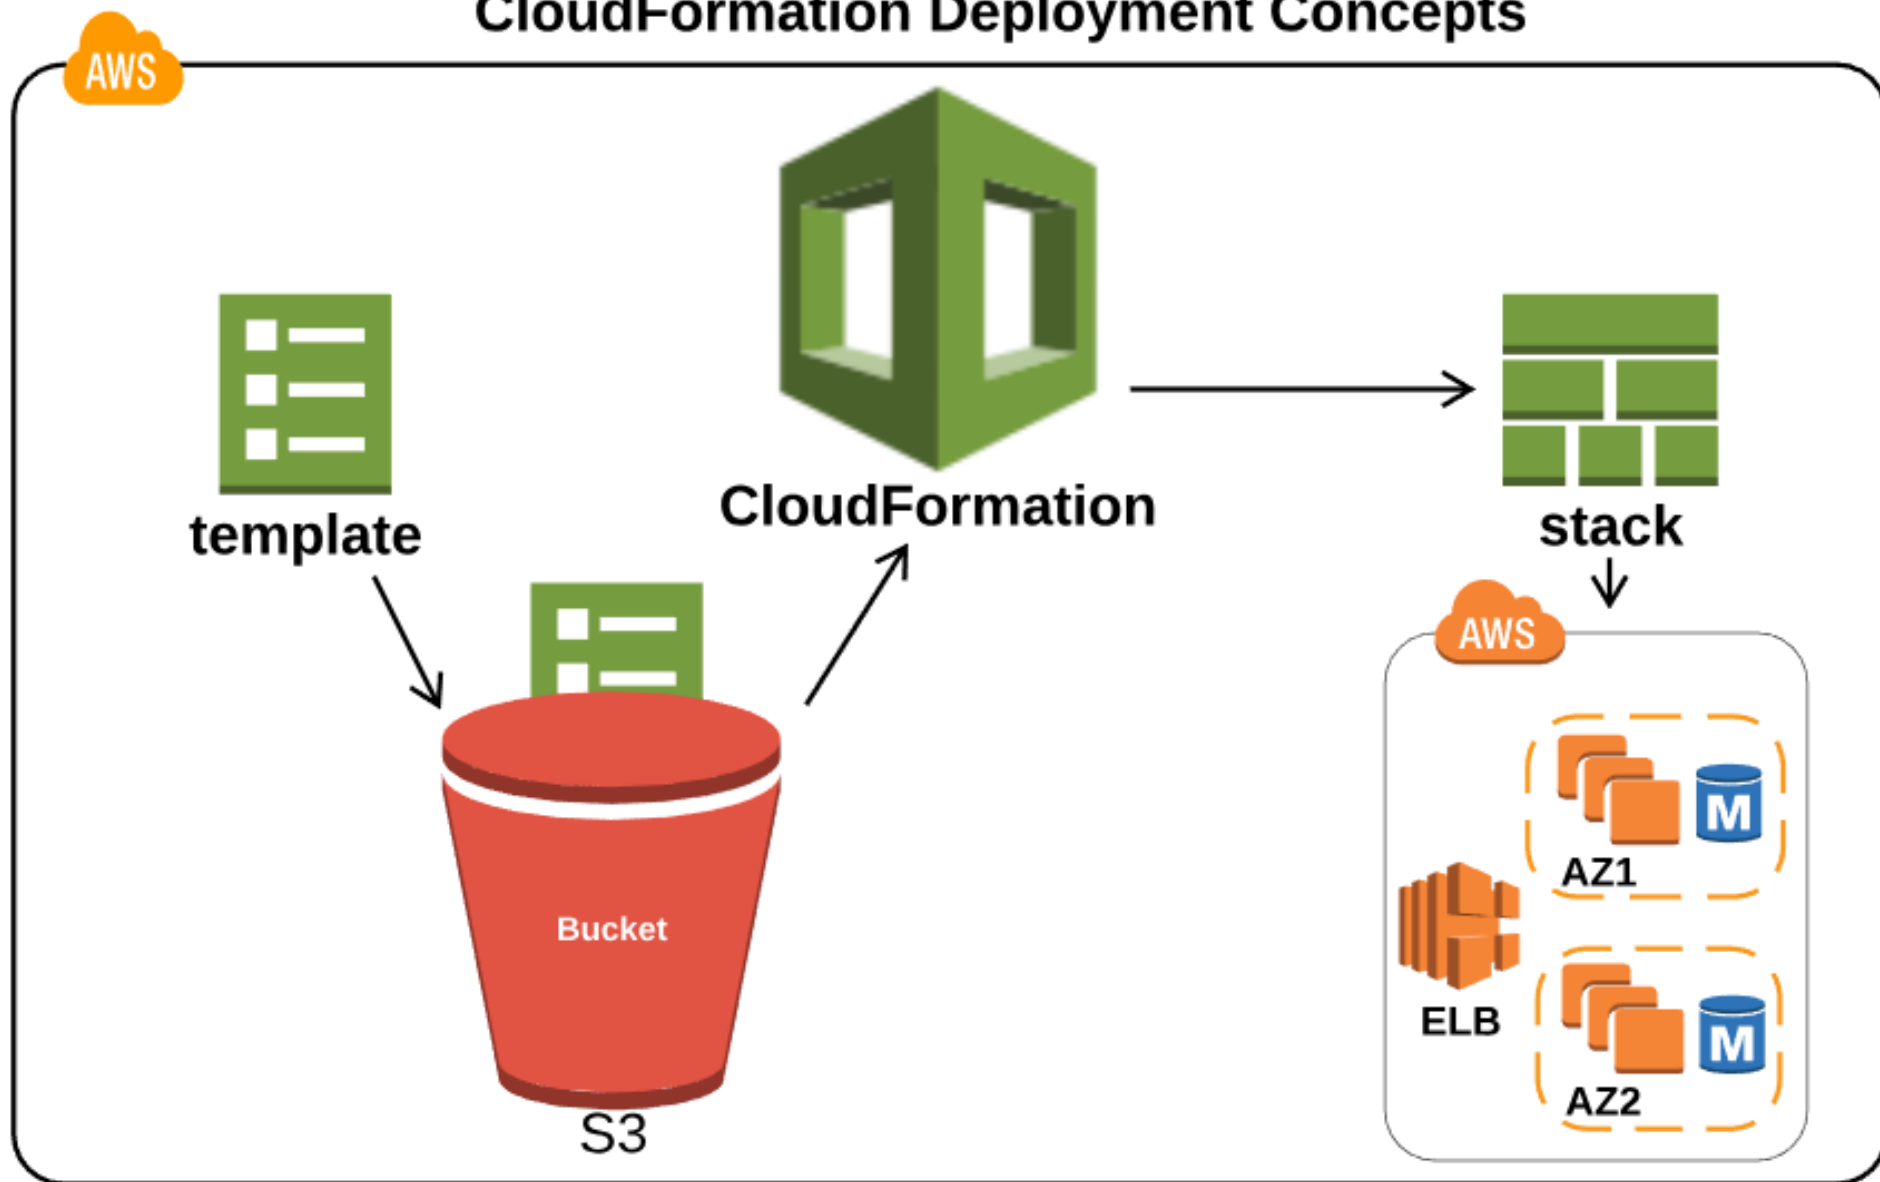 CloudFormation Deployment Concepts
AWS
template
CloudFormation
stack
Bucket
S3
AWS
M
AZ1
ELB
M
AZ2